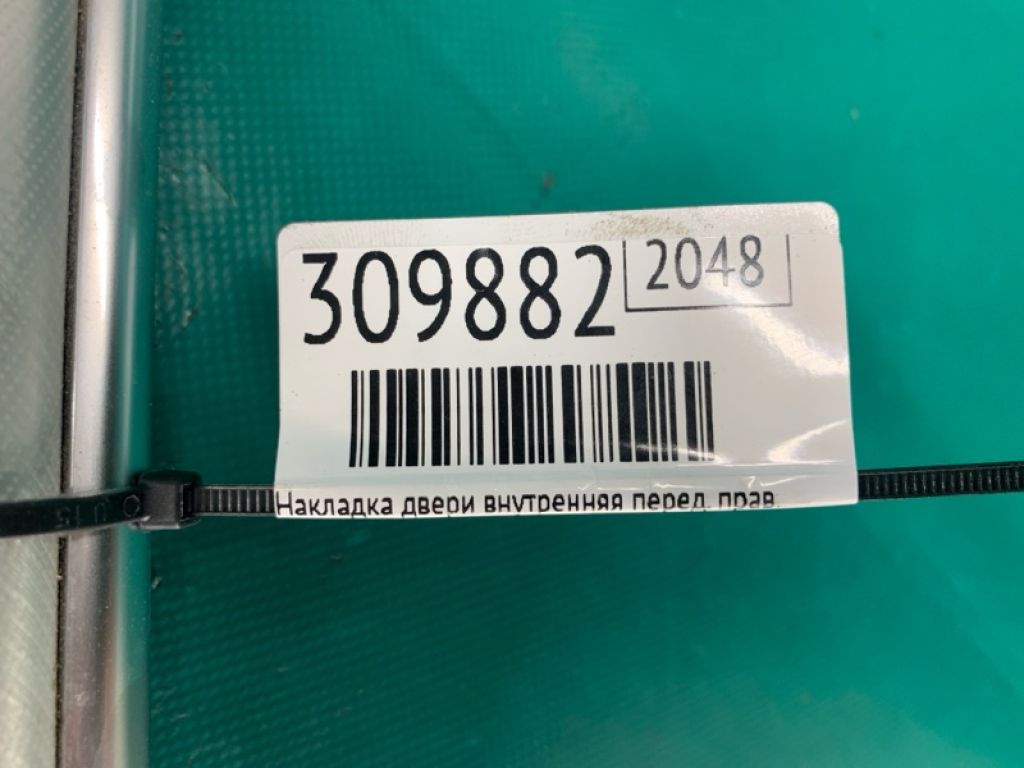 309882 2048
Накладка двери внутренняя перед. прав.